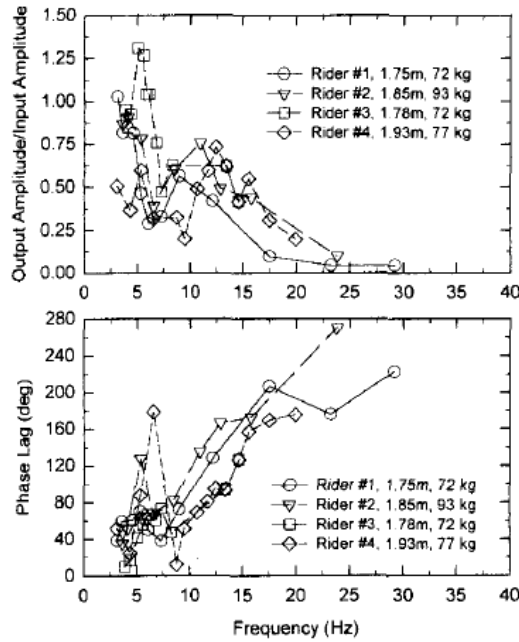 Output Amplitude/Input Amplitude
1.50
1.25
1.00
0.75
0.50
0.25
0.00
Rider #1, 1.75m, 72 kg
Rider #2, 1.85m, 93 kg
Rider #3, 1.78m, 72 kg
Rider #4, 1.93m, 77 kg
0 5 10 15 20 25 30 35 40
Phase Lag (deg)
280
240
200
160
120
80
40
0
Rider #1, 1.75m, 72 kg
Rider #2, 1.85m, 93 kg
Rider #3, 1.78m, 72 kg
Rider #4, 1.93m, 77 kg
0 5 10 15 20 25 30 35 40
Frequency (Hz)